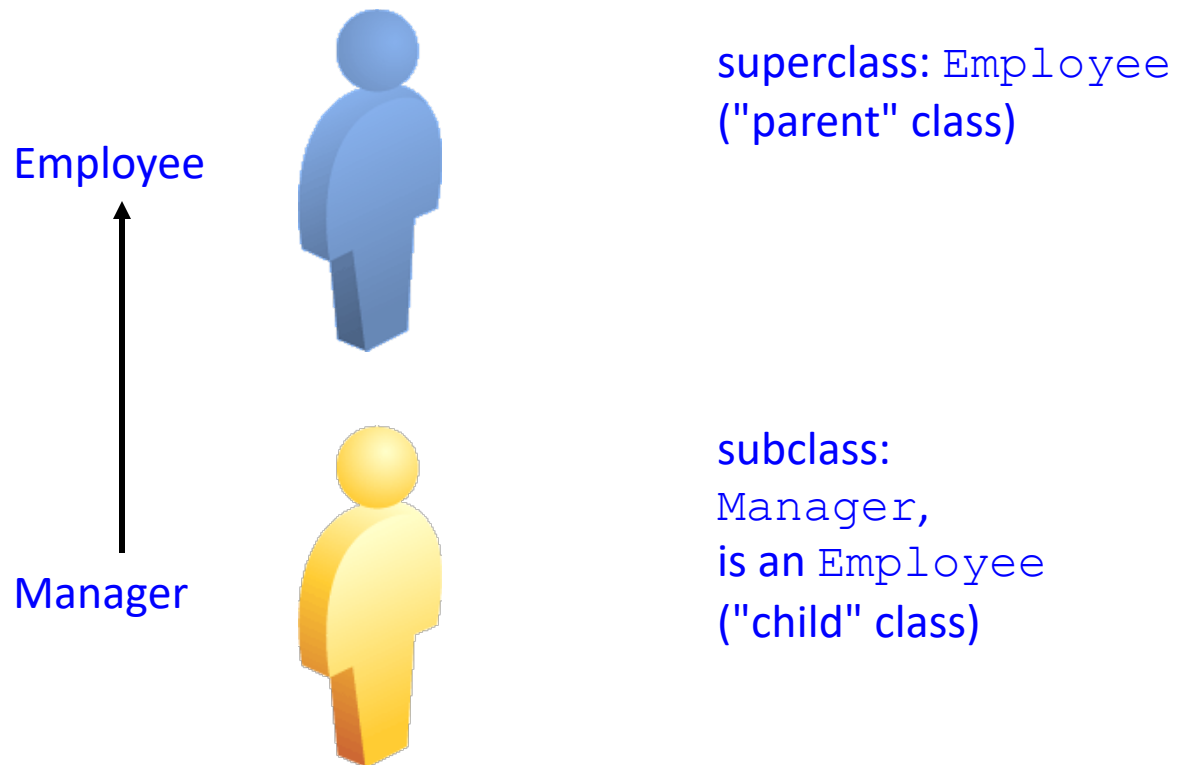 superclass: Employee
("parent" class)
Employee
subclass:
Manager,
is an Employee
("child" class)
Manager